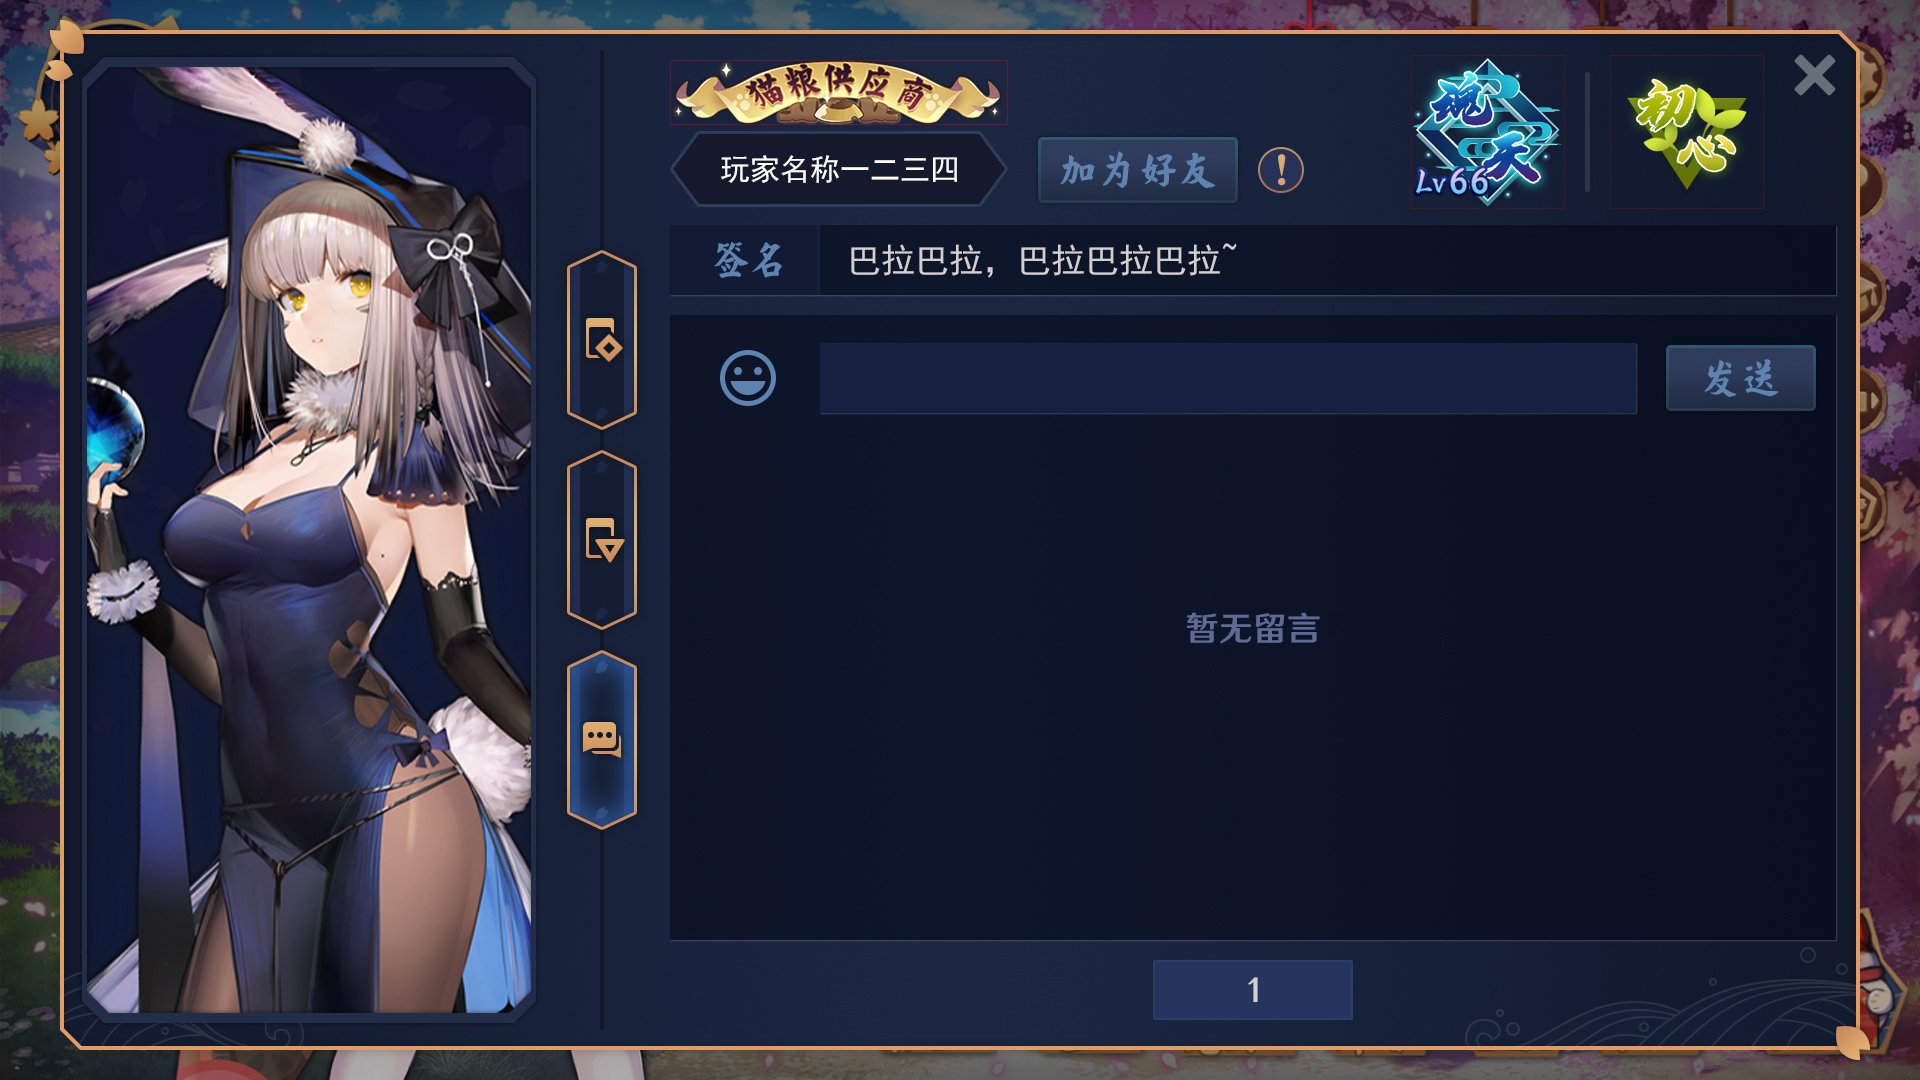 猫粮供应商
玩家名称一二三四
加为好友
!
魂天
Lv66
初心
签名
巴拉巴拉，巴拉巴拉巴拉~
发送
暂无留言
1